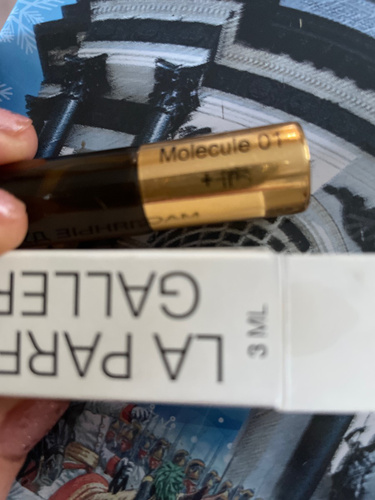 Molecule 01
+ iris
LA PARF
GALLER
3 ML